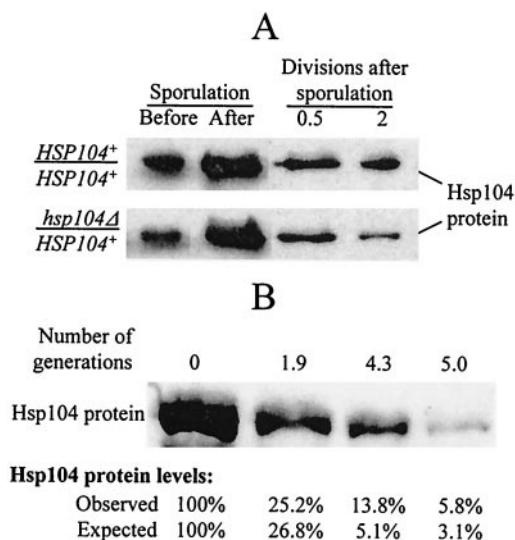 A
Sporulation
Divisions after
sporulation
Before After 0.5 2
HSP104+
HSP104+
Hsp104
protein
hsp104Δ
HSP104+
B
Number of
generations 0 1.9 4.3 5.0
Hsp104 protein
Hsp104 protein levels:
Observed 100% 25.2% 13.8% 5.8%
Expected 100% 26.8% 5.1% 3.1%